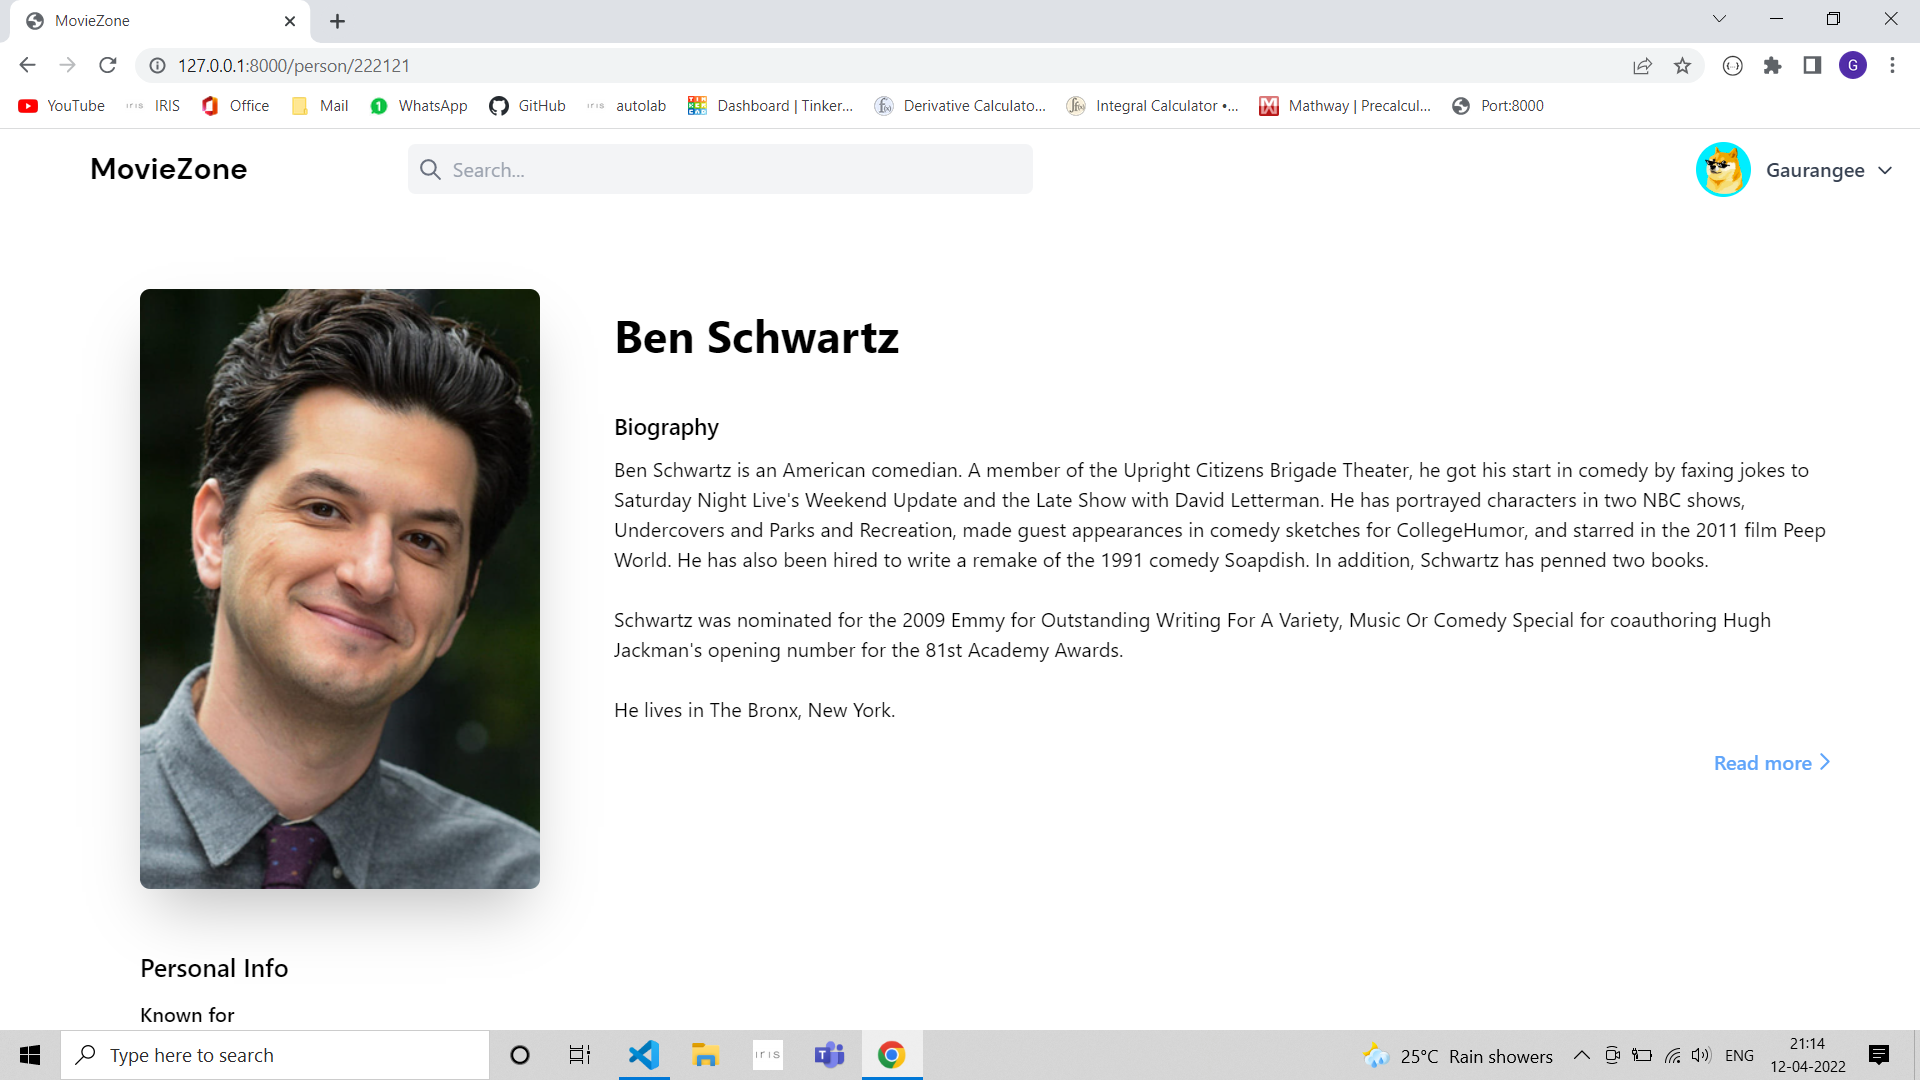 MovieZone
127.0.0.1:8000/person/222121
G
YouTube
iris IRIS
Office
Mail
1 WhatsApp
GitHub
iris autolab
Dashboard | Tinker...
Derivative Calculato...
Integral Calculator •...
Mathway | Precalcul...
Port:8000
MovieZone
Search...
Gaurangee
Ben Schwartz
Biography
Ben Schwartz is an American comedian. A member of the Upright Citizens Brigade Theater, he got his start in comedy by faxing jokes to
Saturday Night Live's Weekend Update and the Late Show with David Letterman. He has portrayed characters in two NBC shows,
Undercovers and Parks and Recreation, made guest appearances in comedy sketches for CollegeHumor, and starred in the 2011 film Peep
World. He has also been hired to write a remake of the 1991 comedy Soapdish. In addition, Schwartz has penned two books.
Schwartz was nominated for the 2009 Emmy for Outstanding Writing For A Variety, Music Or Comedy Special for coauthoring Hugh
Jackman's opening number for the 81st Academy Awards.
He lives in The Bronx, New York.
Read more
Personal Info
Known for
Type here to search
iris
25°C Rain showers
ENG
21:14
12-04-2022